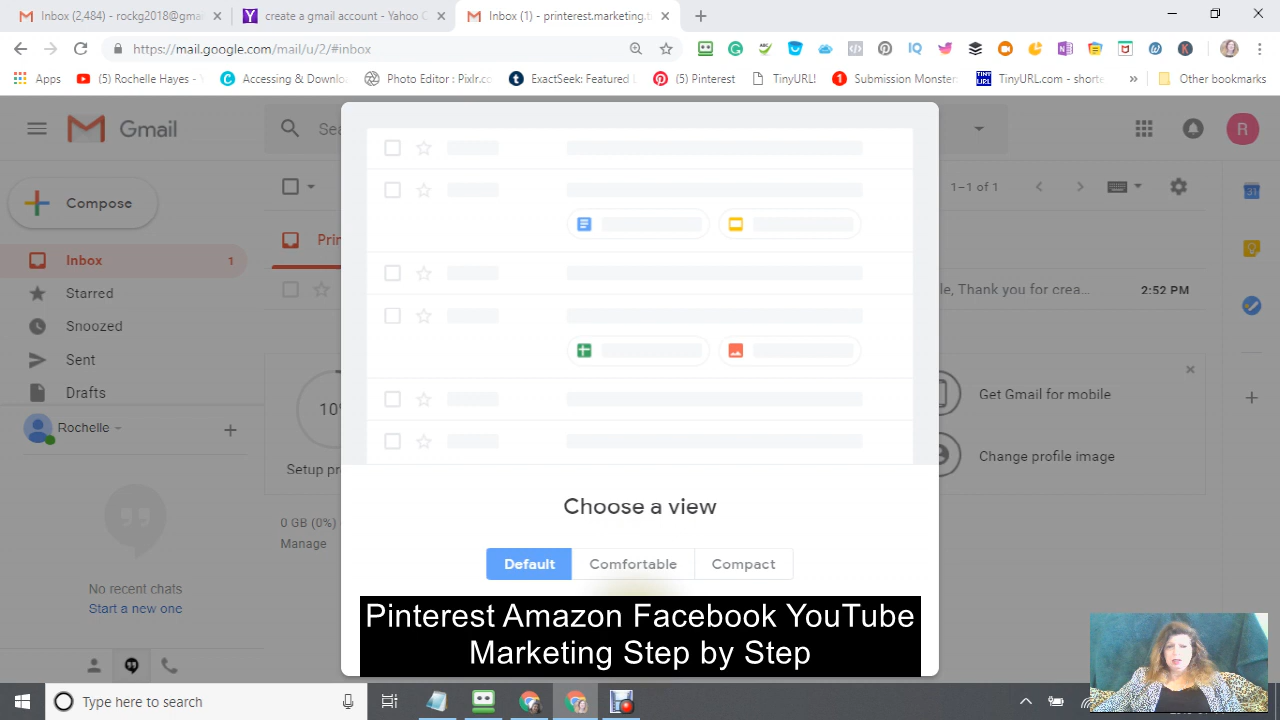 Inbox (2,484) - rockg2018@gma
create a gmail account - Yahoo C
Inbox (1) - printerest.marketing.t
https://mail.google.com/mail/u/2/#inbox
Apps
(5) Rochelle Hayes -
Accessing & Downlo
Photo Editor : Pixlr.co
ExactSeek: Featured L
(5) Pinterest
TinyURL!
Submission Monster
TinyURL.com - shorte
Other bookmarks
Gmail
Sea
R
Compose
1–1 of 1
31
Prin
Inbox
1
Starred
le, Thank you for crea…
2:52 PM
Snoozed
Sent
Drafts
10%
Get Gmail for mobile
Rochelle
Change profile image
Setup pr
0 GB (0%)
Manage
Choose a view
Default
Comfortable
Compact
No recent chats
Start a new one
Pinterest Amazon Facebook YouTube
Marketing Step by Step
Type here to search